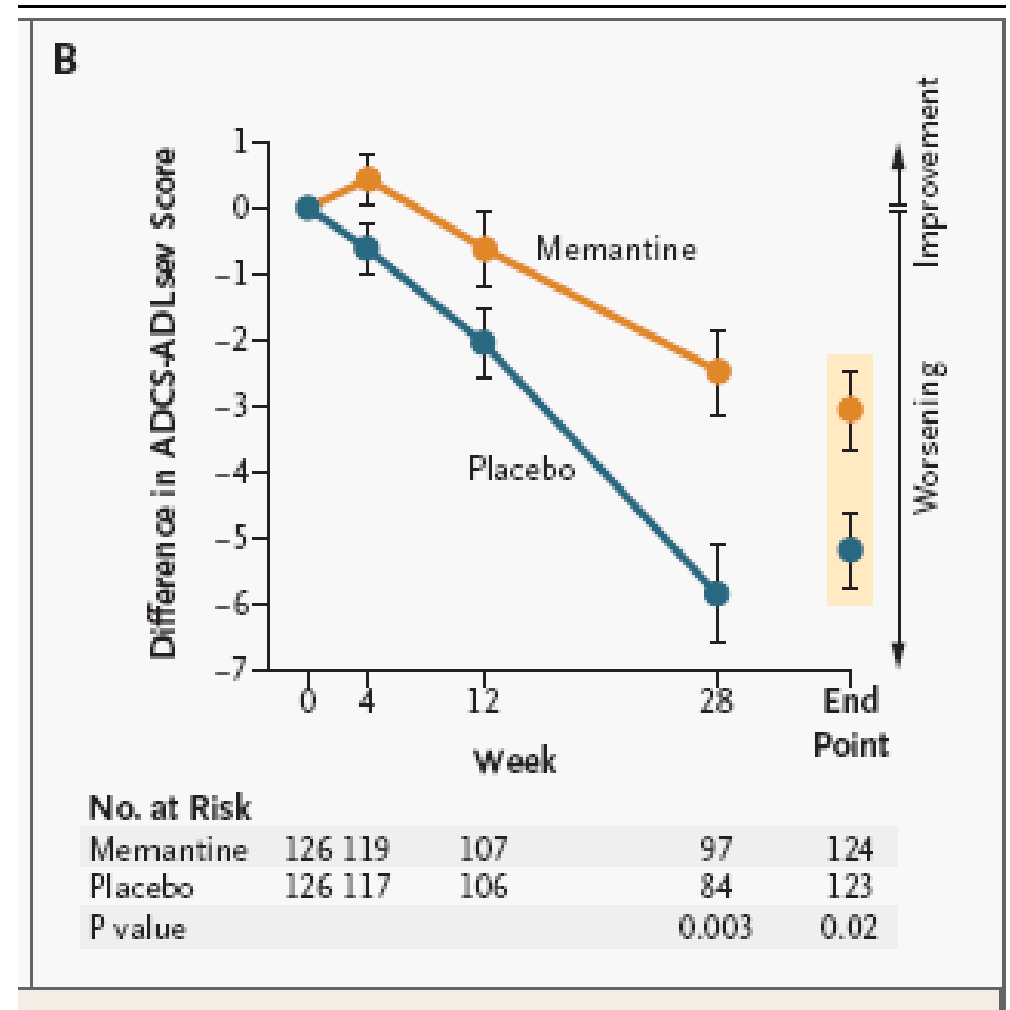 B
Difference in ADCS-ADLsev Score
1
0
–1
–2
–3
–4
–5
–6
–7
Memantine
Placebo
Improvement
Worsening
0 4 12 28 End Point
Week
No. at Risk
Memantine 126 119 107 97 124
Placebo 126 117 106 84 123
P value 0.003 0.02